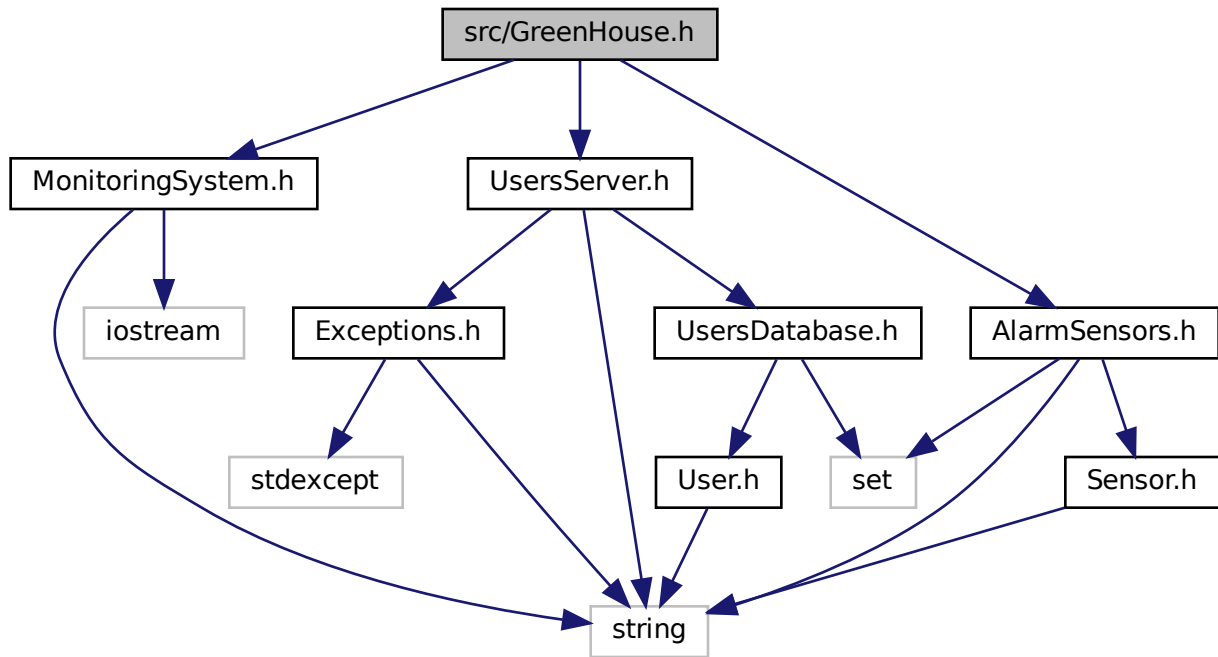 src/GreenHouse.h
MonitoringSystem.h
UsersServer.h
iostream
Exceptions.h
UsersDatabase.h
AlarmSensors.h
stdexcept
User.h
set
Sensor.h
string